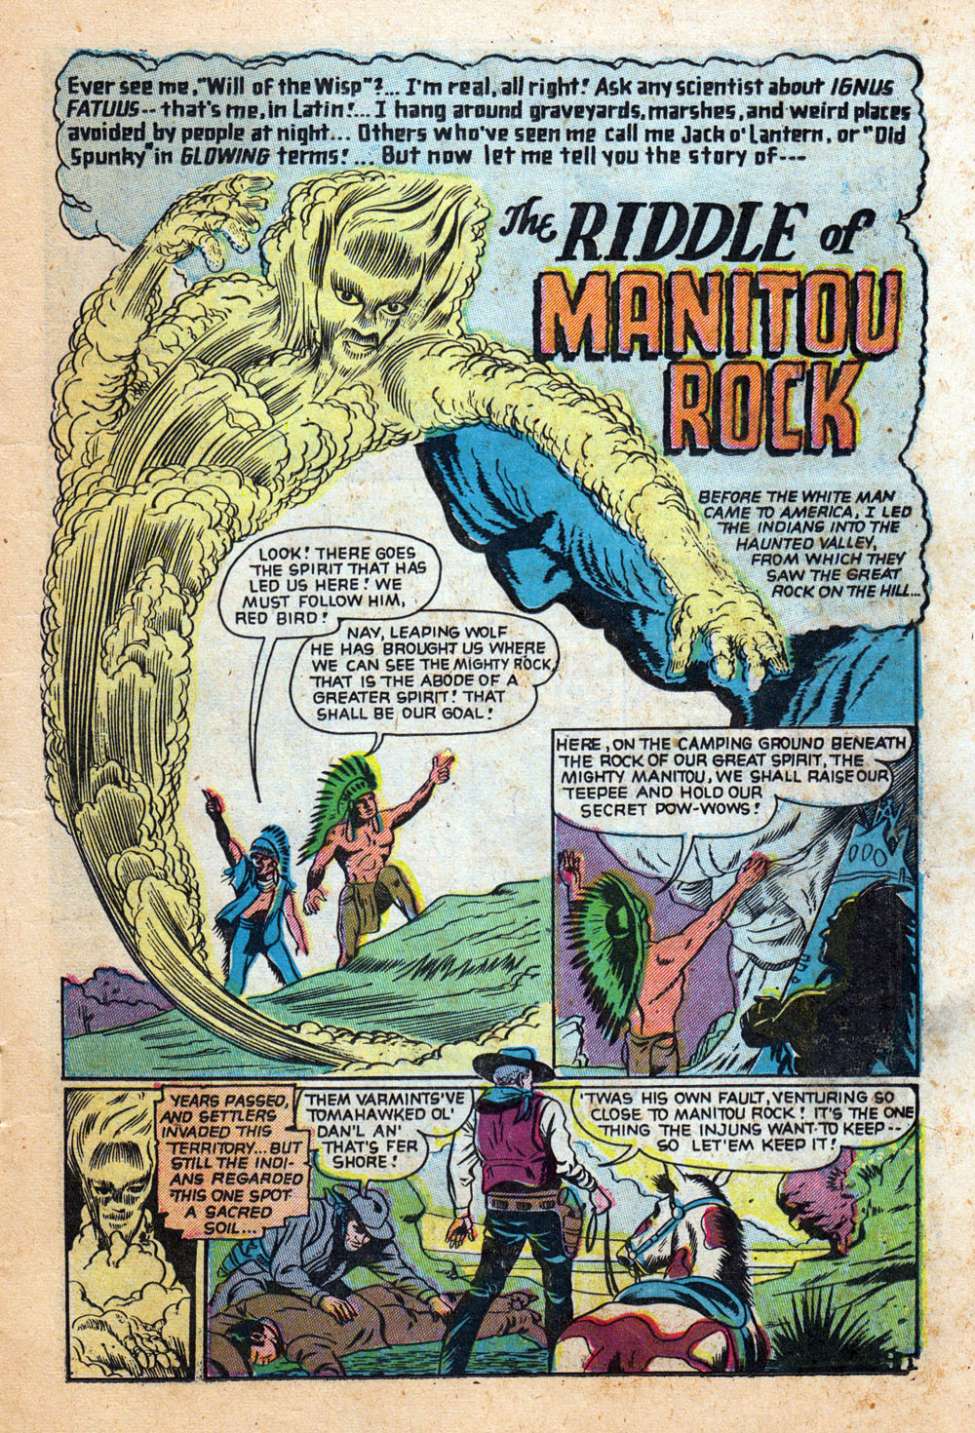 Ever see me, "Will of the Wisp"?... I'm real, all right! Ask any scientist about IGNUS
FATUUS-- that's me, in Latin!... I hang around graveyards, marshes, and weird places
avoided by people at night... Others who've seen me call me Jack o' Lantern, or "Old
Spunky" in GLOWING terms!... But now let me tell you the story of---
The RIDDLE of
MANITOU
ROCK
BEFORE THE WHITE MAN
CAME TO AMERICA, I LED
THE INDIANS INTO THE
HAUNTED VALLEY,
FROM WHICH THEY
SAW THE GREAT
ROCK ON THE HILL...
LOOK! THERE GOES
THE SPIRIT THAT HAS
LED US HERE! WE
MUST FOLLOW HIM,
RED BIRD!
NAY, LEAPING WOLF
HE HAS BROUGHT US WHERE
WE CAN SEE THE MIGHTY ROCK
THAT IS THE ABODE OF A
GREATER SPIRIT! THAT
SHALL BE OUR GOAL!
HERE, ON THE CAMPING GROUND BENEATH
THE ROCK OF OUR GREAT SPIRIT, THE
MIGHTY MANITOU, WE SHALL RAISE OUR
TEEPEE AND HOLD OUR
SECRET POW-WOWS!
YEARS PASSED,
AND SETTLERS
INVADED THIS
TERRITORY... BUT
STILL THE INDI-
ANS REGARDED
THIS ONE SPOT
A SACRED
SOIL...
THEM VARMINTS'VE
TOMAHAWKED OL'
DAN'L AN'
THAT'S FER
SHORE!
'TWAS HIS OWN FAULT, VENTURING SO
CLOSE TO MANITOU ROCK! IT'S THE ONE
THING THE INJUNS WANT TO KEEP--
SO LET'EM KEEP IT!